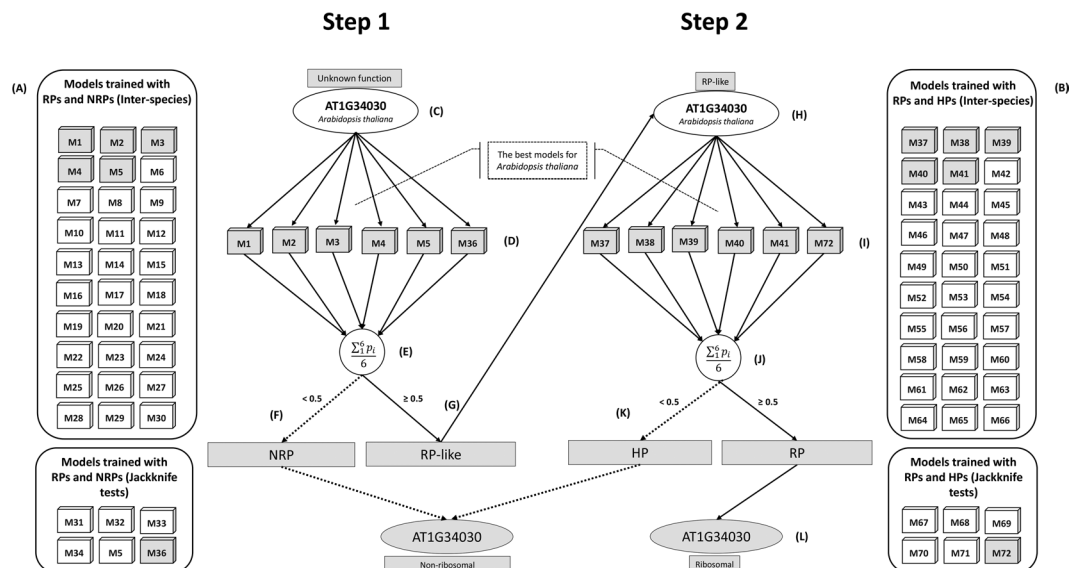 Step 1
Step 2
(A)
Models trained with
RPs and NRPs (Inter-species)
M1 M2 M3
M4 M5 M6
M7 M8 M9
M10 M11 M12
M13 M14 M15
M16 M17 M18
M19 M20 M21
M22 M23 M24
M25 M26 M27
M28 M29 M30
Models trained with
RPs and NRPs (Jackknife
tests)
M31 M32 M33
M34 M5 M36
Unknown function
AT1G34030
Arabidopsis thaliana
(C)
The best models for
Arabidopsis thaliana
M1 M2 M3 M4 M5 M36
(D)
∑₁⁶ pᵢ
6
(E)
(F)
< 0.5
≥ 0.5
(G)
NRP
RP-like
AT1G34030
Non-ribosomal
RP-like
AT1G34030
Arabidopsis thaliana
(H)
M37 M38 M39 M40 M41 M72
(I)
∑₁⁶ pᵢ
6
(J)
(K)
< 0.5
≥ 0.5
HP
RP
AT1G34030
(L)
Ribosomal
(B)
Models trained with
RPs and HPs (Inter-species)
M37 M38 M39
M40 M41 M42
M43 M44 M45
M46 M47 M48
M49 M50 M51
M52 M53 M54
M55 M56 M57
M58 M59 M60
M61 M62 M63
M64 M65 M66
Models trained with
RPs and HPs (Jackknife
tests)
M67 M68 M69
M70 M71 M72